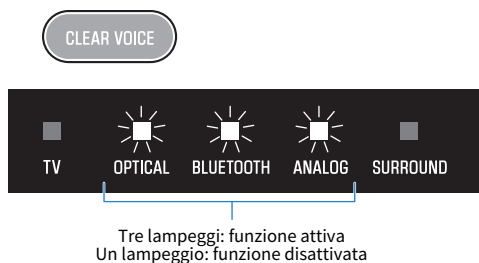 CLEAR VOICE
TV OPTICAL BLUETOOTH ANALOG SURROUND
Tre lampeggi: funzione attiva
Un lampeggio: funzione disattivata